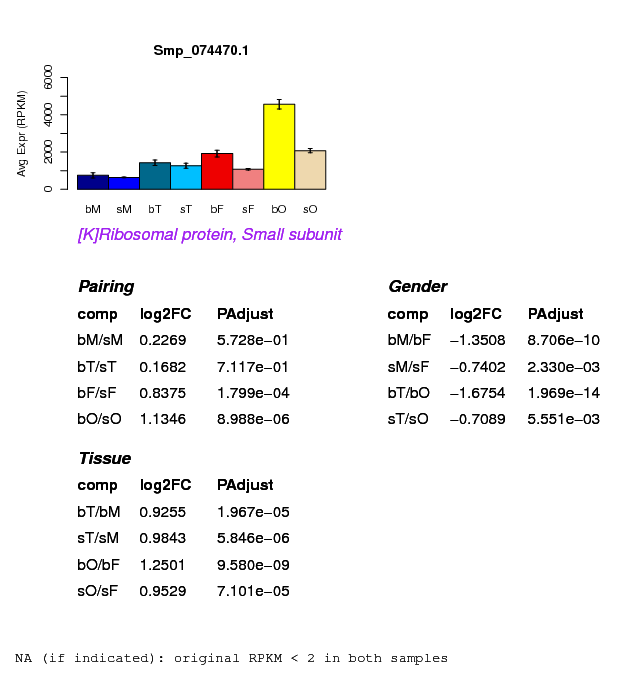 Smp_074470.1
Avg Expr (RPKM)
6000
4000
2000
0
bM sM bT sT bF sF bO sO
[K]Ribosomal protein, Small subunit
Pairing
comp log2FC PAdjust
bM/sM 0.2269 5.728e−01
bT/sT 0.1682 7.117e−01
bF/sF 0.8375 1.799e−04
bO/sO 1.1346 8.988e−06
Gender
comp log2FC PAdjust
bM/bF −1.3508 8.706e−10
sM/sF −0.7402 2.330e−03
bT/bO −1.6754 1.969e−14
sT/sO −0.7089 5.551e−03
Tissue
comp log2FC PAdjust
bT/bM 0.9255 1.967e−05
sT/sM 0.9843 5.846e−06
bO/bF 1.2501 9.580e−09
sO/sF 0.9529 7.101e−05
NA (if indicated): original RPKM < 2 in both samples